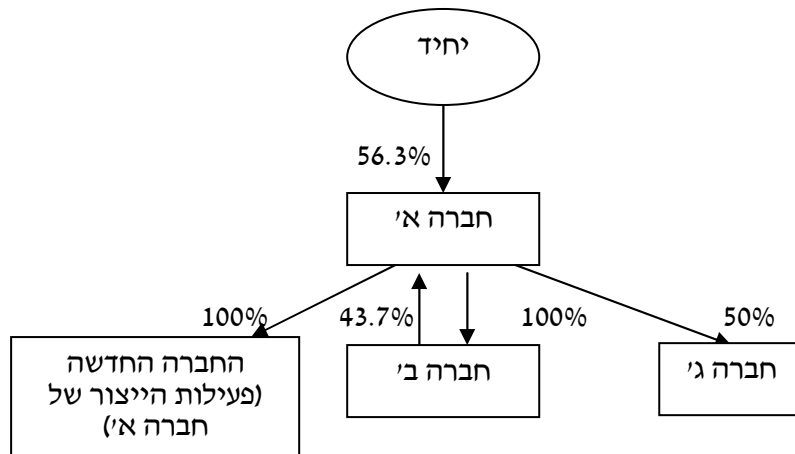 יחיד
56.3%
חברה א'
100%
43.7%
100%
50%
החברה החדשה
(פעילות הייצור של
חברה א')
חברה ב'
חברה ג'